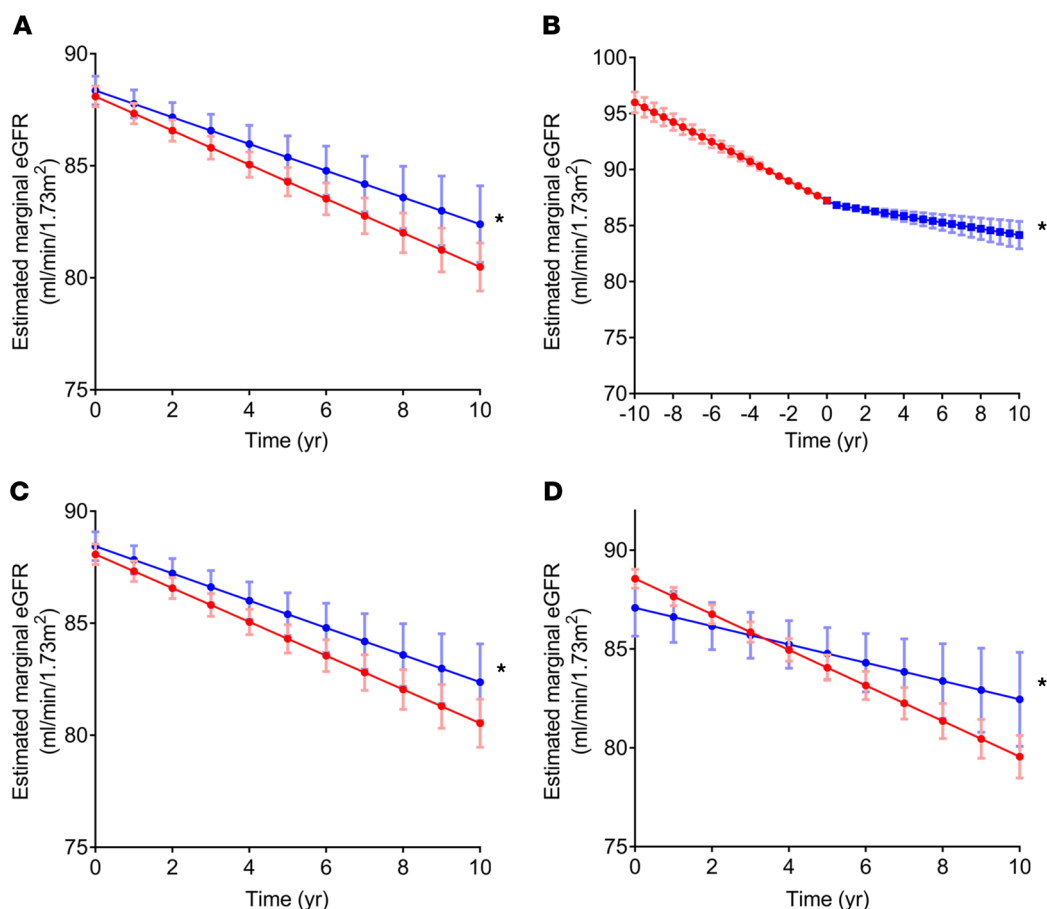 A
Estimated marginal eGFR
(ml/min/1.73m²)
90
85
80
75
0 2 4 6 8 10
Time (yr)
*
B
Estimated marginal eGFR
(ml/min/1.73m²)
100
95
90
85
80
75
70
-10 -8 -6 -4 -2 0 2 4 6 8 10
Time (yr)
*
C
Estimated marginal eGFR
(ml/min/1.73m²)
90
85
80
75
0 2 4 6 8 10
Time (yr)
*
D
Estimated marginal eGFR
(ml/min/1.73m²)
90
85
80
75
0 2 4 6 8 10
Time (yr)
*